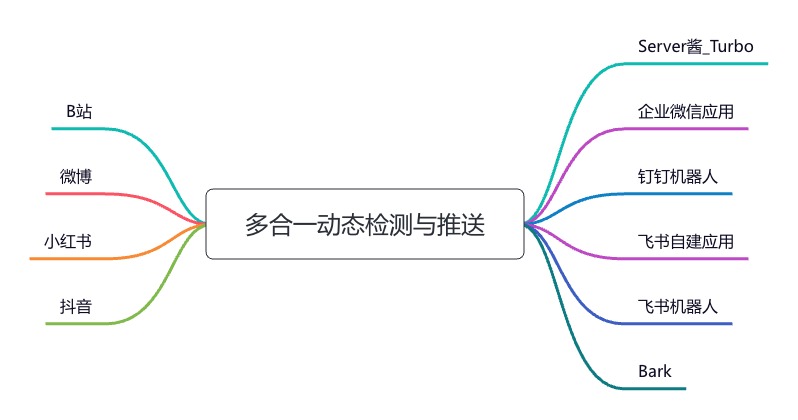 B站
微博
小红书
抖音
多合一动态检测与推送
Server酱_Turbo
企业微信应用
钉钉机器人
飞书自建应用
飞书机器人
Bark